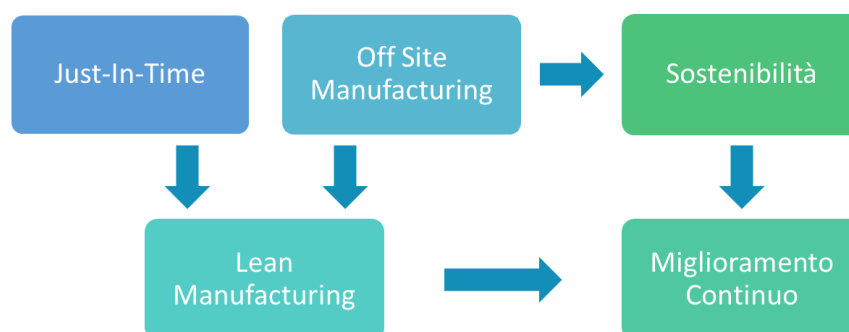 Just-In-Time
Off Site
Manufacturing
Sostenibilità
Lean
Manufacturing
Miglioramento
Continuo